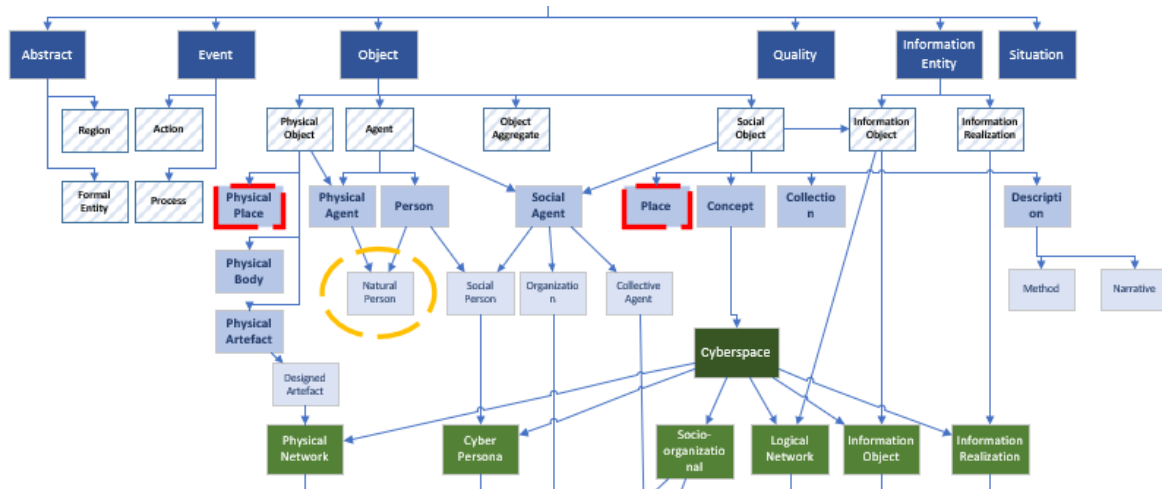 Abstract
Event
Object
Quality
Information
Entity
Situation
Region
Action
Physical
Object
Agent
Object
Aggregate
Social
Object
Information
Object
Information
Realization
Formal
Entity
Process
Physical
Place
Physical
Agent
Person
Social
Agent
Place
Concept
Collectio
n
Descripti
on
Physical
Body
Natural
Person
Social
Person
Organizatio
n
Collective
Agent
Method
Narrative
Physical
Artefact
Cyberspace
Designed
Artefact
Physical
Network
Cyber
Persona
Socio-
organizatio
nal
Logical
Network
Information
Object
Information
Realization